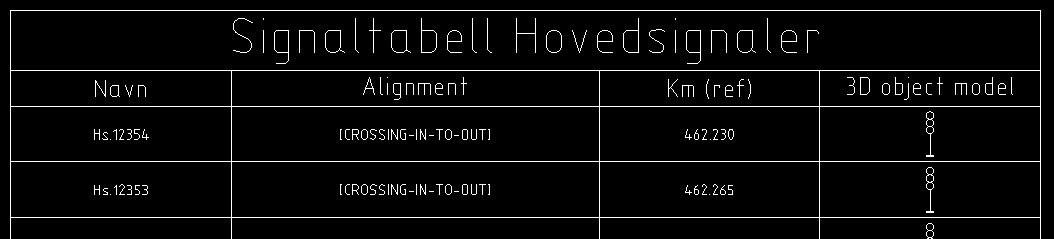 Signaltabell Hovedsignaler
Navn Alignment Km (ref) 3D object model
Hs.12354 [CROSSING-IN-TO-OUT] 462.230
Hs.12353 [CROSSING-IN-TO-OUT] 462.265